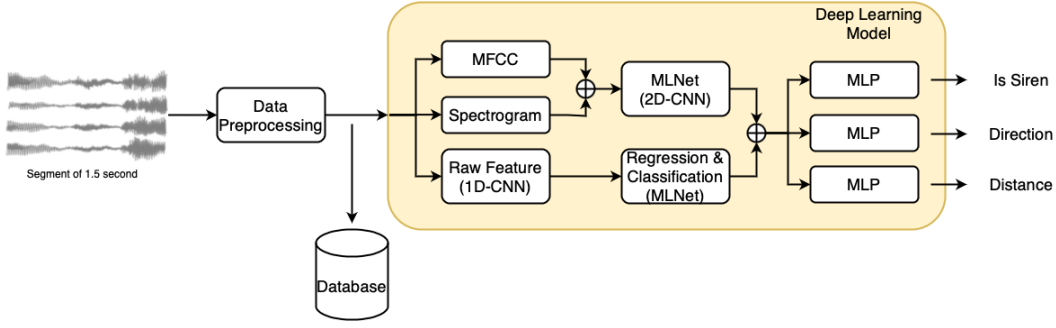 Deep Learning
Model
MFCC
MLNet
(2D-CNN)
MLP
Is Siren
Data
Preprocessing
Spectrogram
MLP
Direction
Segment of 1.5 second
Raw Feature
(1D-CNN)
Regression &
Classification
(MLNet)
MLP
Distance
Database